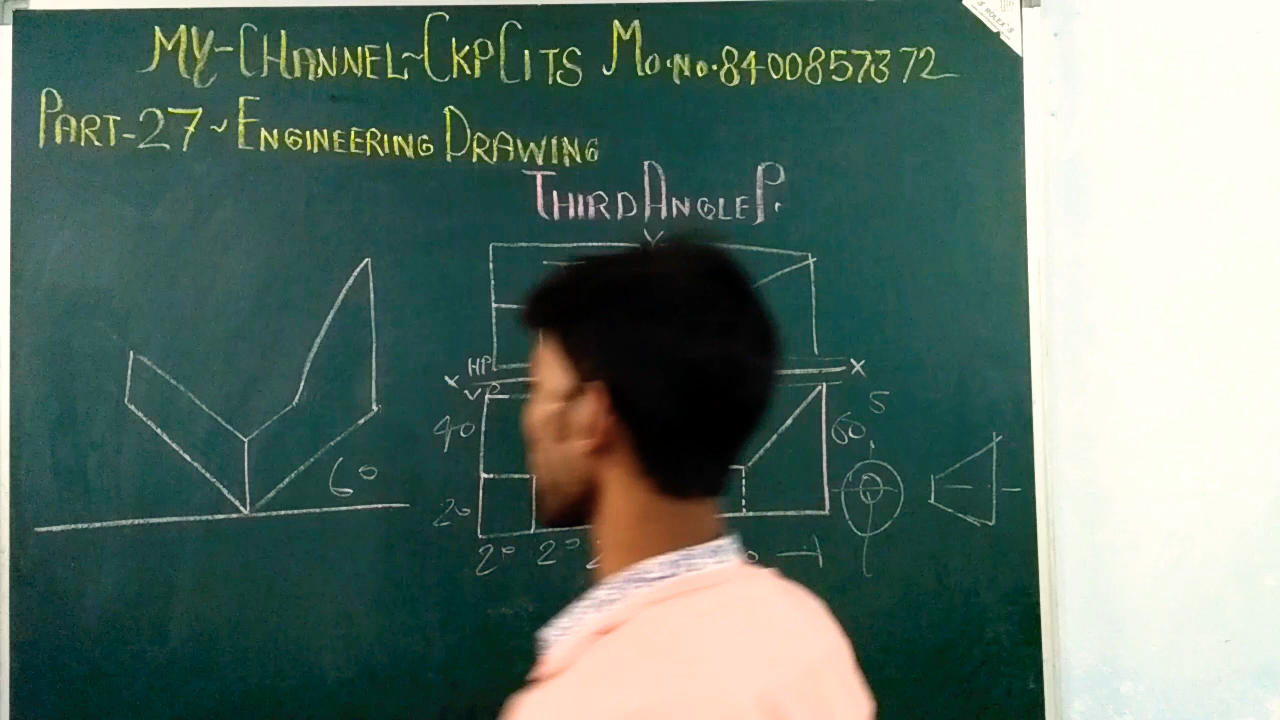 MY-CHANNEL~CKPCITS MO.NO.8400857372
PART-27~ENGINEERING DRAWING
THIRD ANGLE P.
Y
HP
X X
VP
40 60 5
60
20
20 20